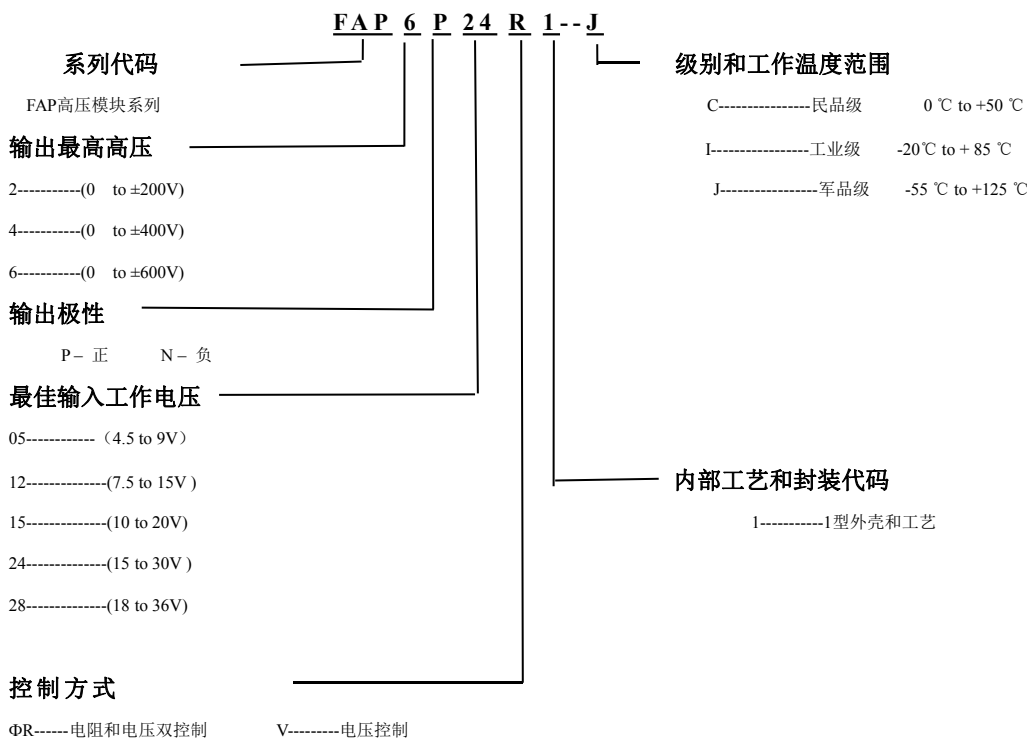 FAP 6 P 24 R 1--J
系列代码
FAP高压模块系列
输出最高高压
2-----------(0 to ±200V)
4-----------(0 to ±400V)
6-----------(0 to ±600V)
输出极性
P – 正 N – 负
最佳输入工作电压
05------------（4.5 to 9V）
12--------------(7.5 to 15V )
15--------------(10 to 20V)
24--------------(15 to 30V )
28--------------(18 to 36V)
控制方式
ΦR------电阻和电压双控制 V---------电压控制
级别和工作温度范围
C----------------民品级 0 ℃ to +50 ℃
I-----------------工业级 -20℃ to + 85 ℃
J-----------------军品级 -55 ℃ to +125 ℃
内部工艺和封装代码
1-----------1型外壳和工艺